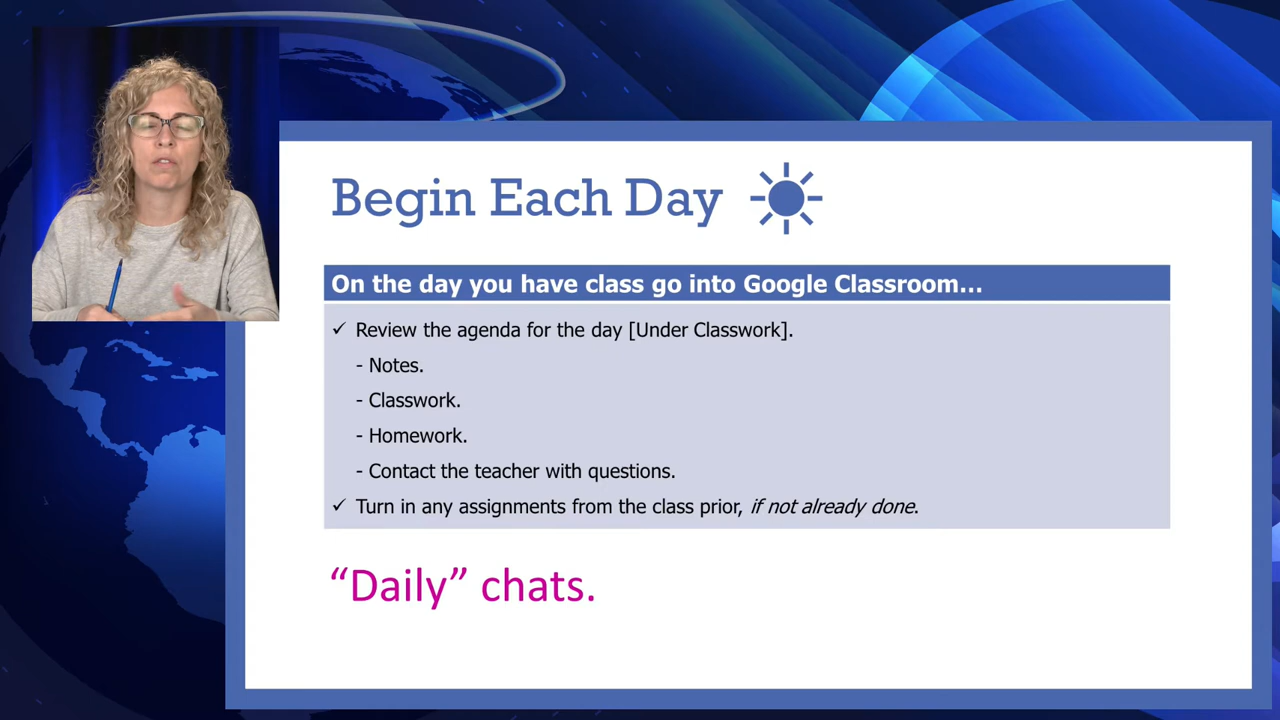 Begin Each Day
On the day you have class go into Google Classroom...
✓ Review the agenda for the day [Under Classwork].
- Notes.
- Classwork.
- Homework.
- Contact the teacher with questions.
✓ Turn in any assignments from the class prior, if not already done.
“Daily” chats.